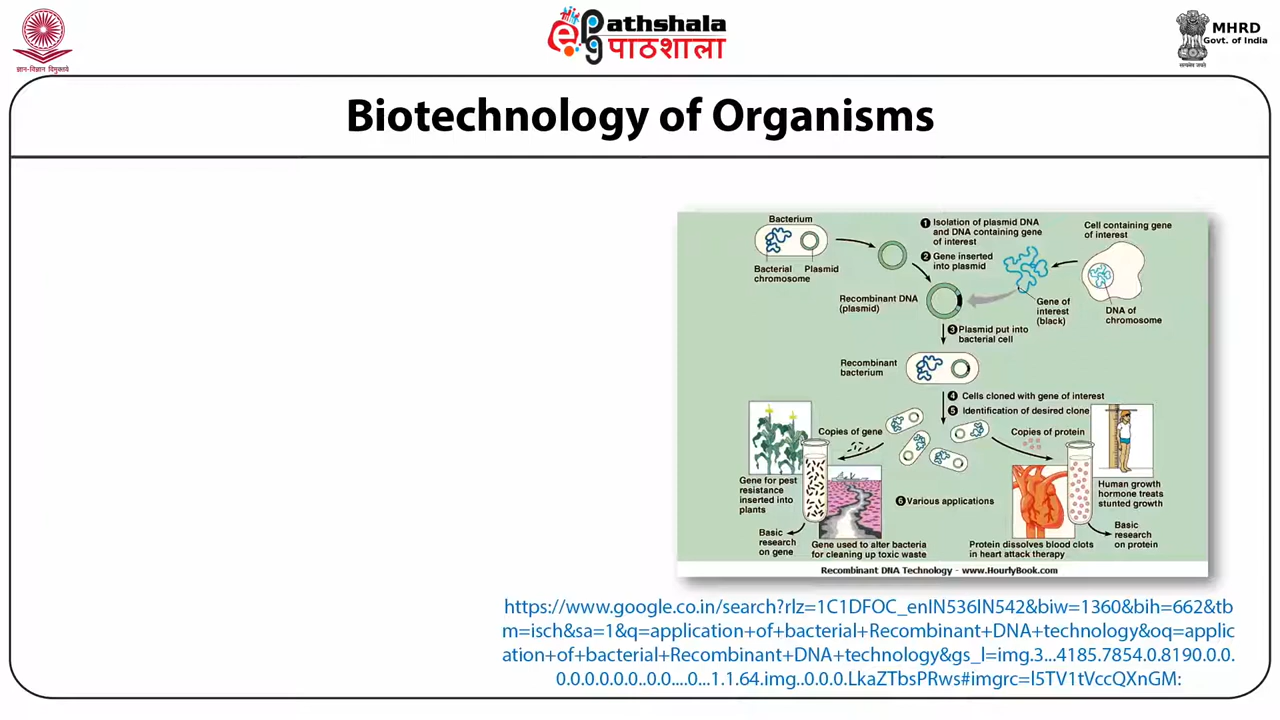 ज्ञान-विज्ञान विमुक्तये
Pathshala
पाठशाला
MHRD
Govt. of India
सत्यमेव जयते
Biotechnology of Organisms
Bacterium
Bacterial
chromosome
Plasmid
1 Isolation of plasmid DNA
and DNA containing gene
of interest
2 Gene inserted
into plasmid
Cell containing gene
of interest
Recombinant DNA
(plasmid)
Gene of
interest
(black)
DNA of
chromosome
3 Plasmid put into
bacterial cell
Recombinant
bacterium
4 Cells cloned with gene of interest
5 Identification of desired clone
Copies of gene
Copies of protein
Gene for pest
resistance
inserted into
plants
6 Various applications
Human growth
hormone treats
stunted growth
Basic
research
on gene
Gene used to alter bacteria
for cleaning up toxic waste
Protein dissolves blood clots
in heart attack therapy
Basic
research
on protein
Recombinant DNA Technology - www.HourlyBook.com
https://www.google.co.in/search?rlz=1C1DFOC_enIN536IN542&biw=1360&bih=662&tb
m=isch&sa=1&q=application+of+bacterial+Recombinant+DNA+technology&oq=applic
ation+of+bacterial+Recombinant+DNA+technology&gs_l=img.3...4185.7854.0.8190.0.0.
0.0.0.0.0.0..0.0....0...1.1.64.img..0.0.0.LkaZTbsPRws#imgrc=l5TV1tVccQXnGM: